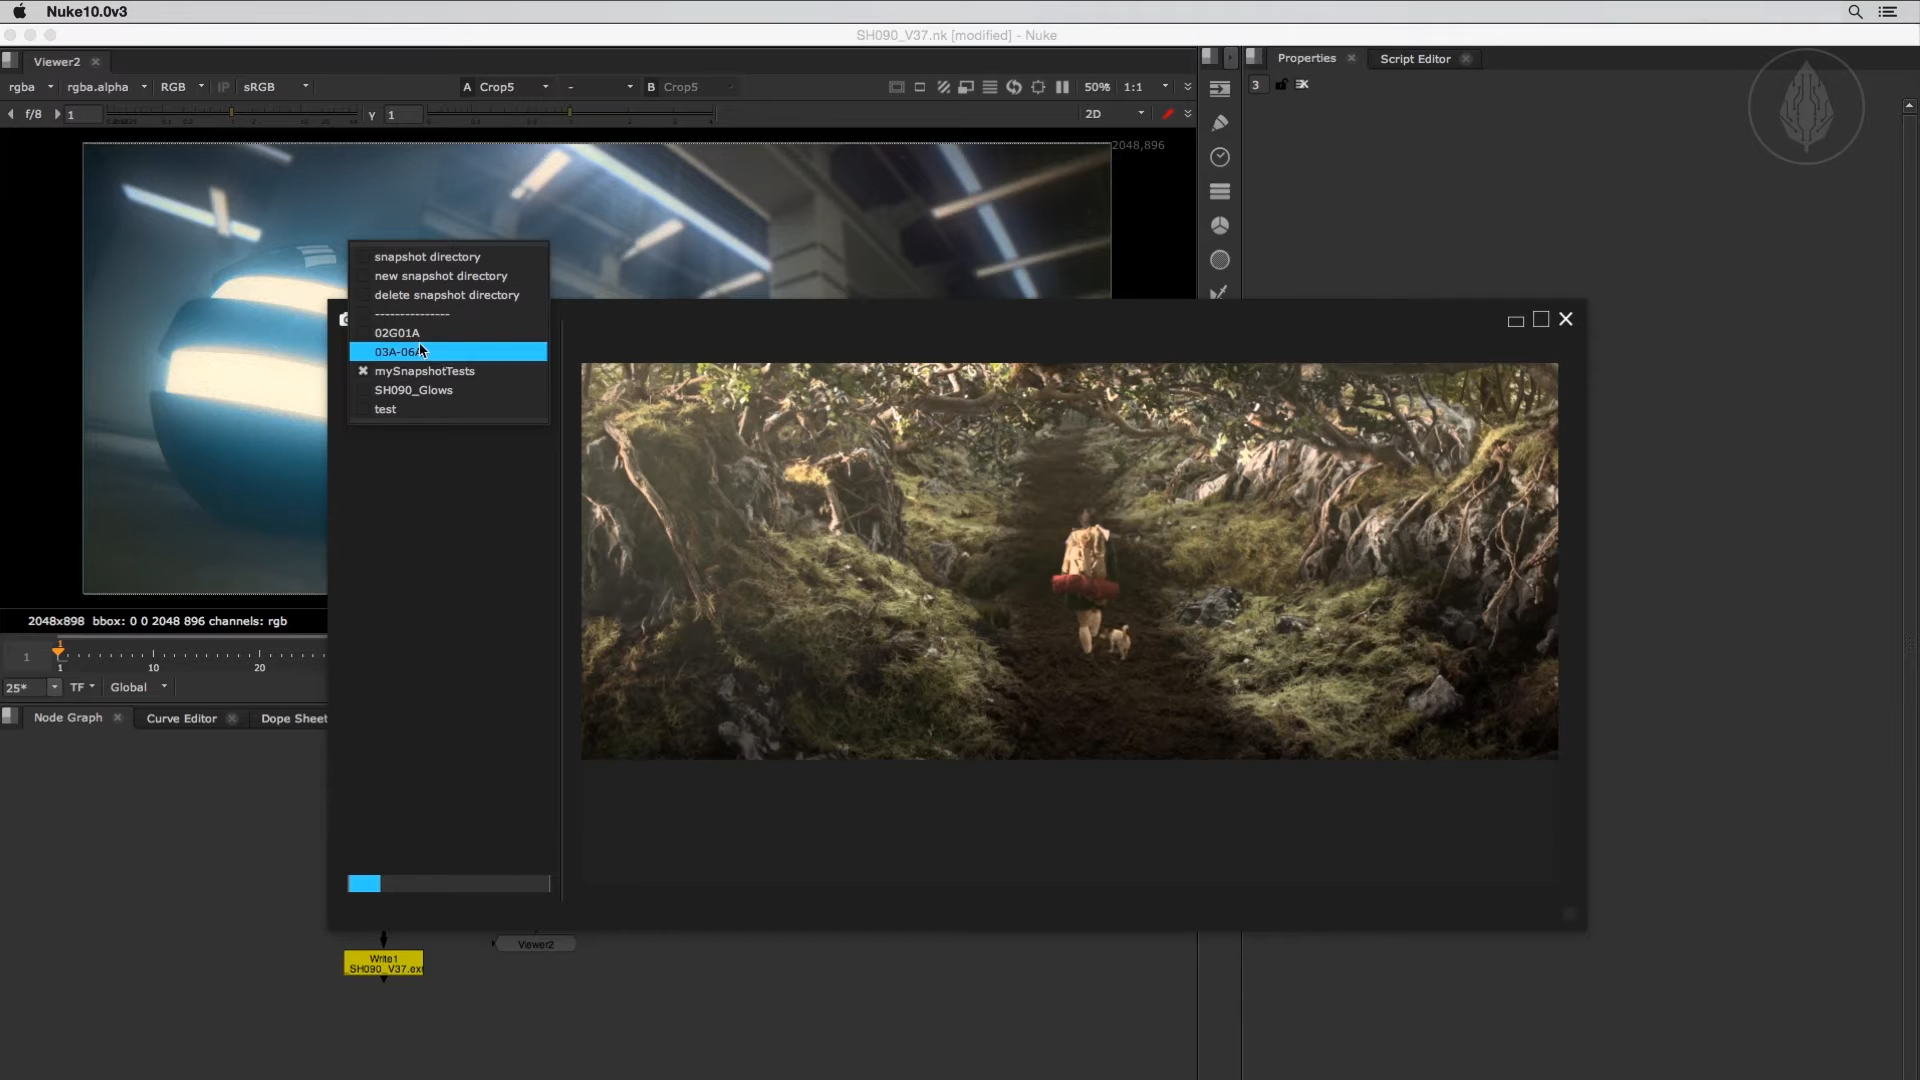 Nuke10.0v3
SH090_V37.nk [modified] - Nuke
Viewer2
Properties
Script Editor
rgba rgba.alpha RGB IP sRGB A Crop5 - B Crop5 50% 1:1
3
f/8 1 γ 1 2D
2048,896
snapshot directory
new snapshot directory
delete snapshot directory
---------------
02G01A
03A-06A
mySnapshotTests
SH090_Glows
test
2048x898 bbox: 0 0 2048 896 channels: rgb
1
1
1 10 20
25* TF Global
Node Graph Curve Editor Dope Sheet
Viewer2
Write1
SH090_V37.ex